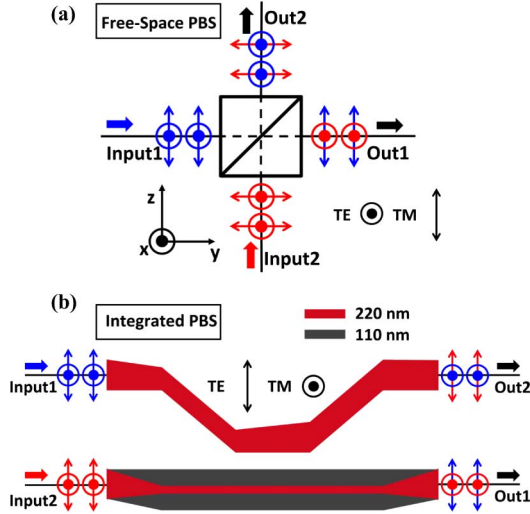 (a)
Free-Space PBS
Out2
Input1
Out1
z
x
y
TE
TM
Input2
(b)
Integrated PBS
220 nm
110 nm
Input1
TE
TM
Out2
Input2
Out1